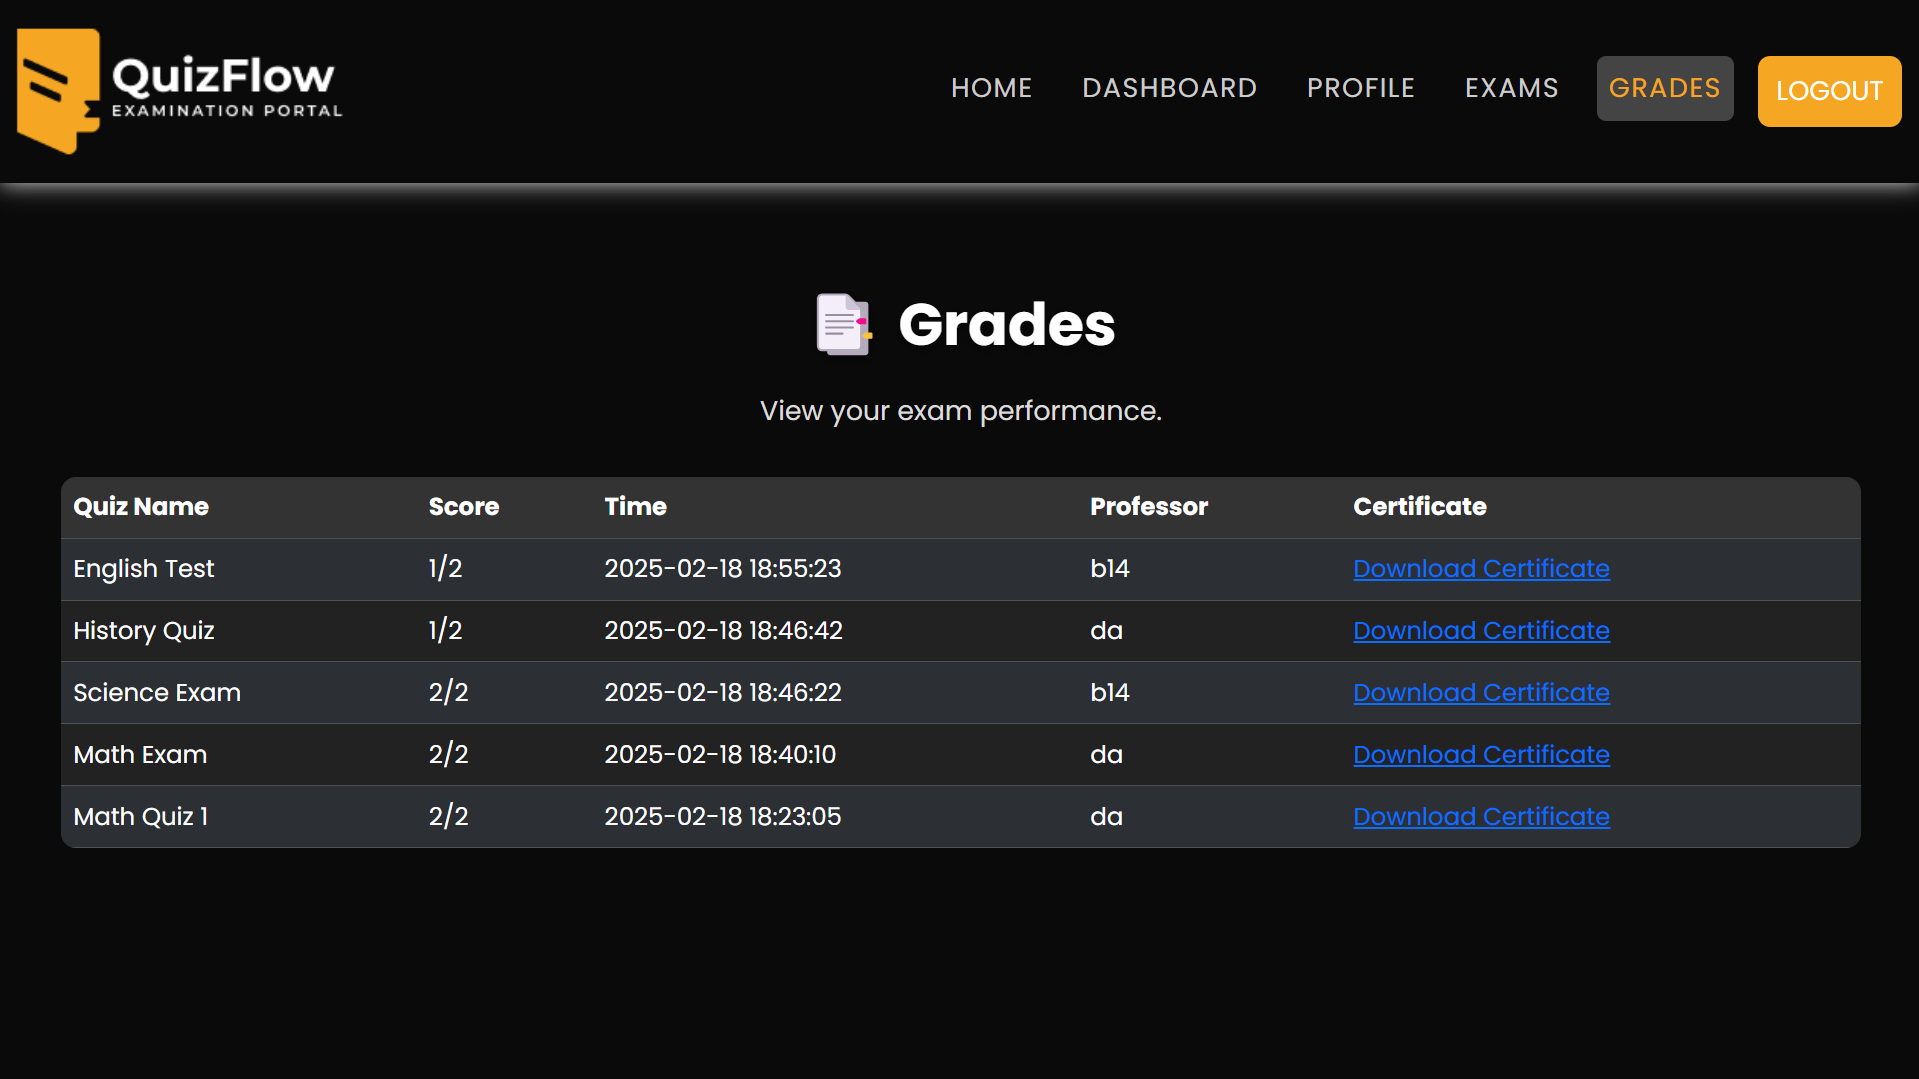 QuizFlow
EXAMINATION PORTAL
HOME DASHBOARD PROFILE EXAMS GRADES LOGOUT
Grades
View your exam performance.
Quiz Name Score Time Professor Certificate
English Test 1/2 2025-02-18 18:55:23 b14 Download Certificate
History Quiz 1/2 2025-02-18 18:46:42 da Download Certificate
Science Exam 2/2 2025-02-18 18:46:22 b14 Download Certificate
Math Exam 2/2 2025-02-18 18:40:10 da Download Certificate
Math Quiz 1 2/2 2025-02-18 18:23:05 da Download Certificate